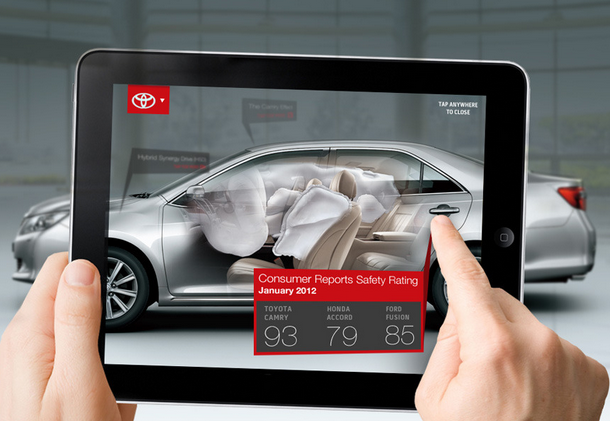 TAP ANYWHERE
TO CLOSE
Hybrid Synergy Drive
Consumer Reports Safety Rating
January 2012
TOYOTA CAMRY
HONDA ACCORD
FORD FUSION
93
79
85